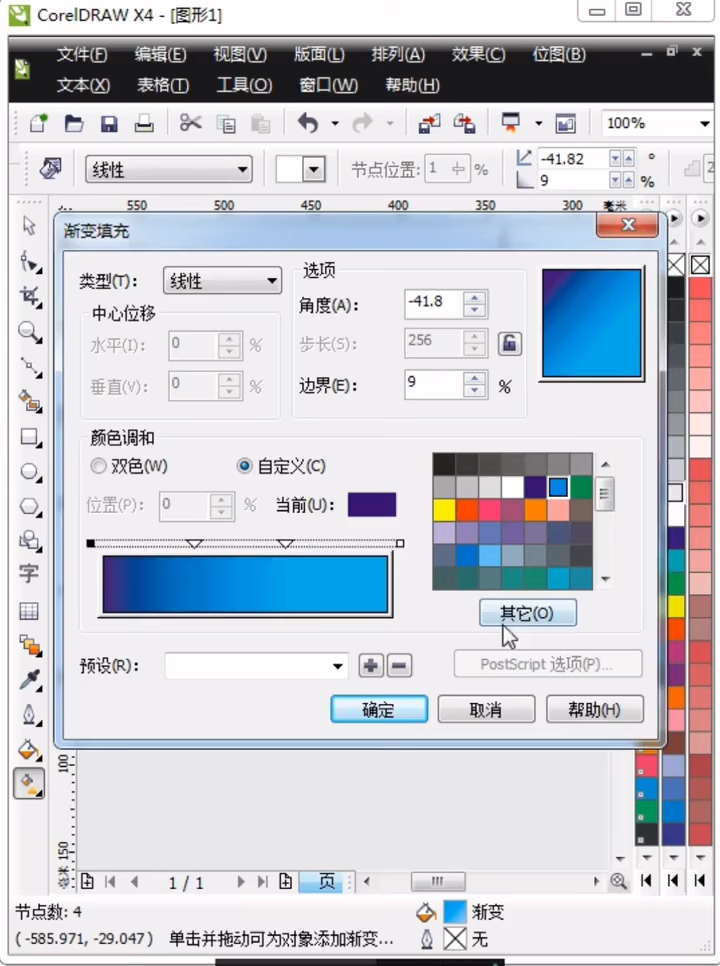 CorelDRAW X4 - [图形1]
文件(F) 编辑(E) 视图(V) 版面(L) 排列(A) 效果(C) 位图(B)
文本(X) 表格(T) 工具(O) 窗口(W) 帮助(H)
100%
线性 节点位置: 1 % -41.82 °
9 % 2
550 500 450 400 350 300 毫米
渐变填充
类型(T): 线性
选项
中心位移
角度(A): -41.8
水平(I): 0 %
步长(S): 256
垂直(V): 0 %
边界(E): 9 %
颜色调和
双色(W) 自定义(C)
位置(P): 0 % 当前(U):
其它(O)
预设(R):
PostScript 选项(P)...
确定 取消 帮助(H)
字
100
150
毫米
1 / 1 页
节点数: 4
渐变
( -585.971, -29.047 ) 单击并拖动可为对象添加渐变... 无